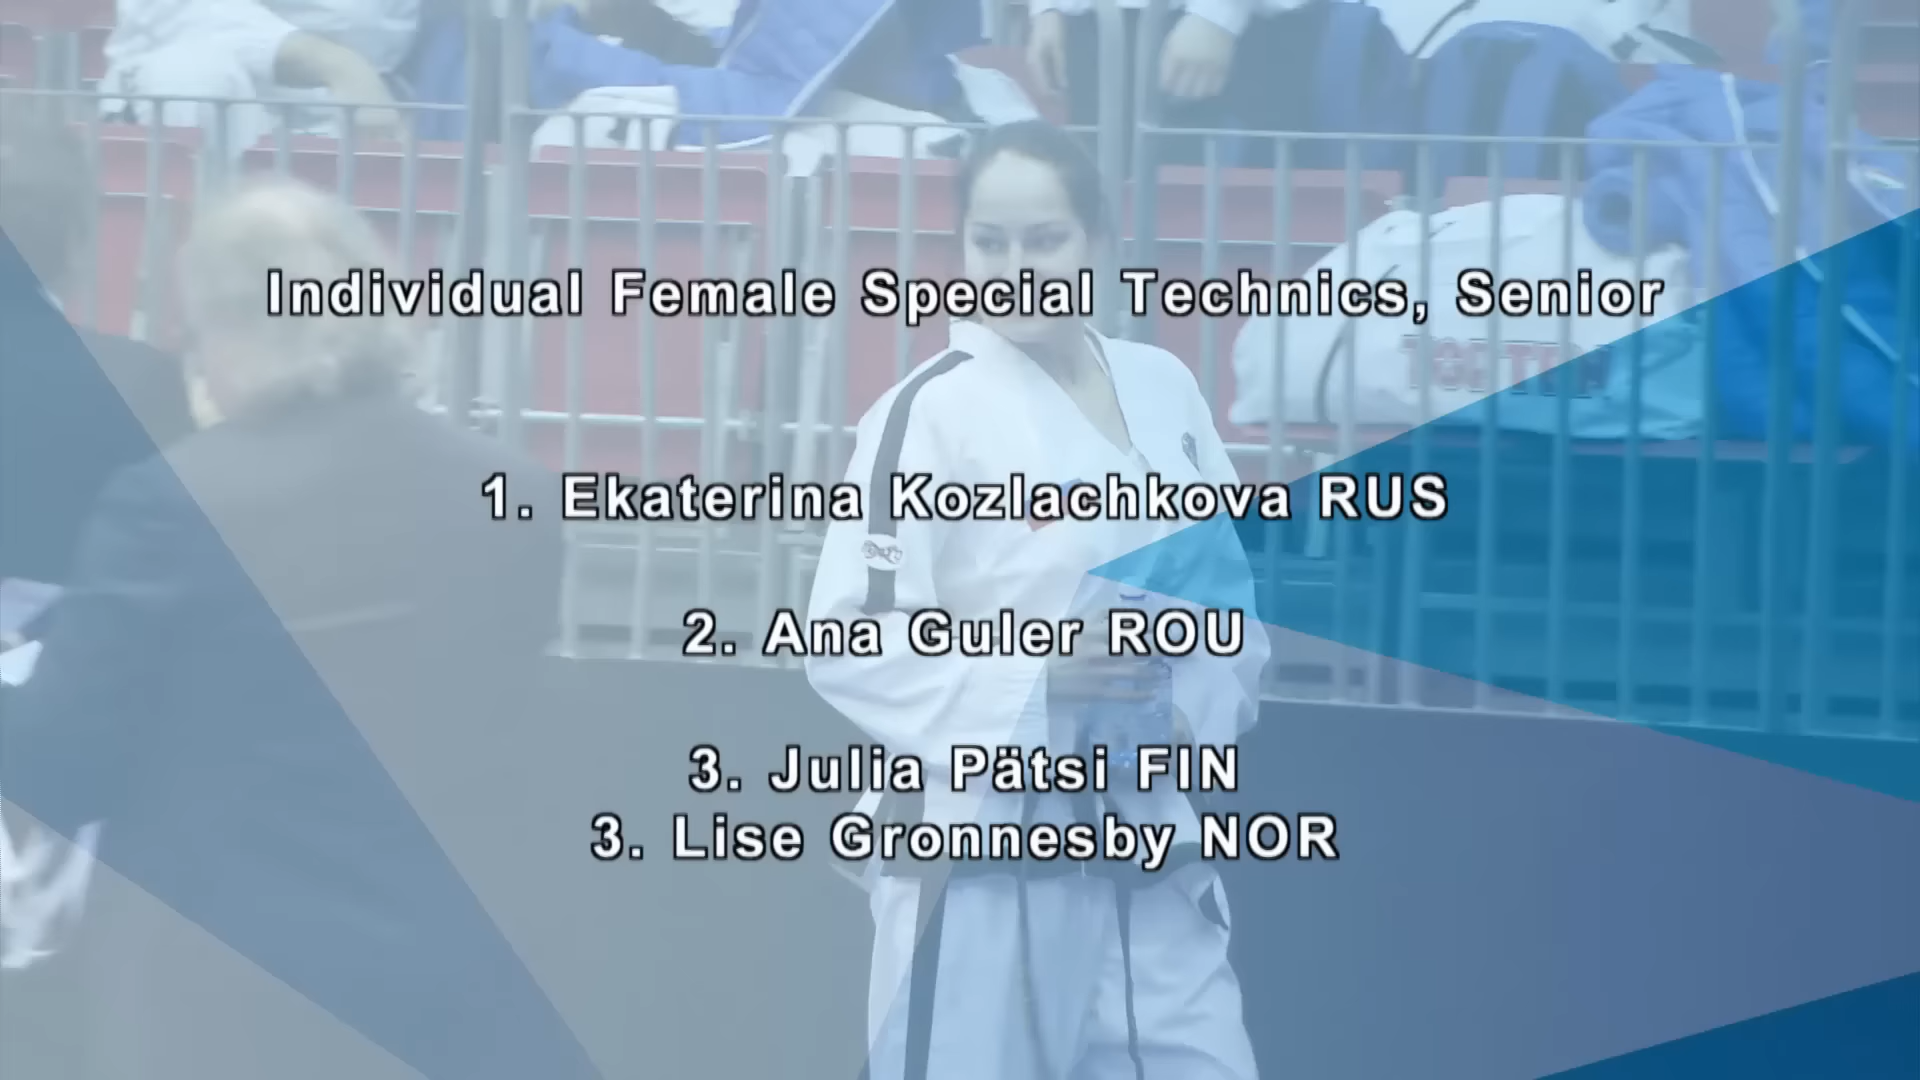 Individual Female Special Technics, Senior
1. Ekaterina Kozlachkova RUS
2. Ana Guler ROU
3. Julia Pätsi FIN
3. Lise Gronnesby NOR